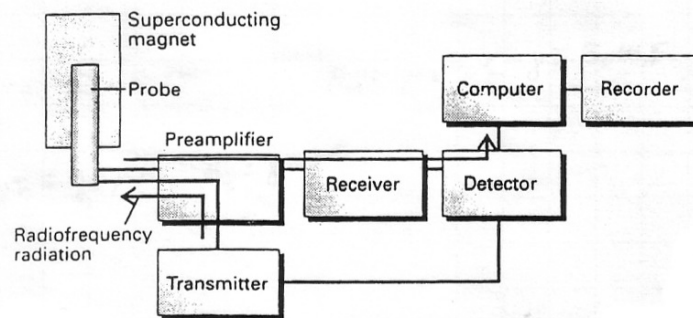 Superconducting
magnet
Probe
Preamplifier
Computer
Recorder
Receiver
Detector
Radiofrequency
radiation
Transmitter